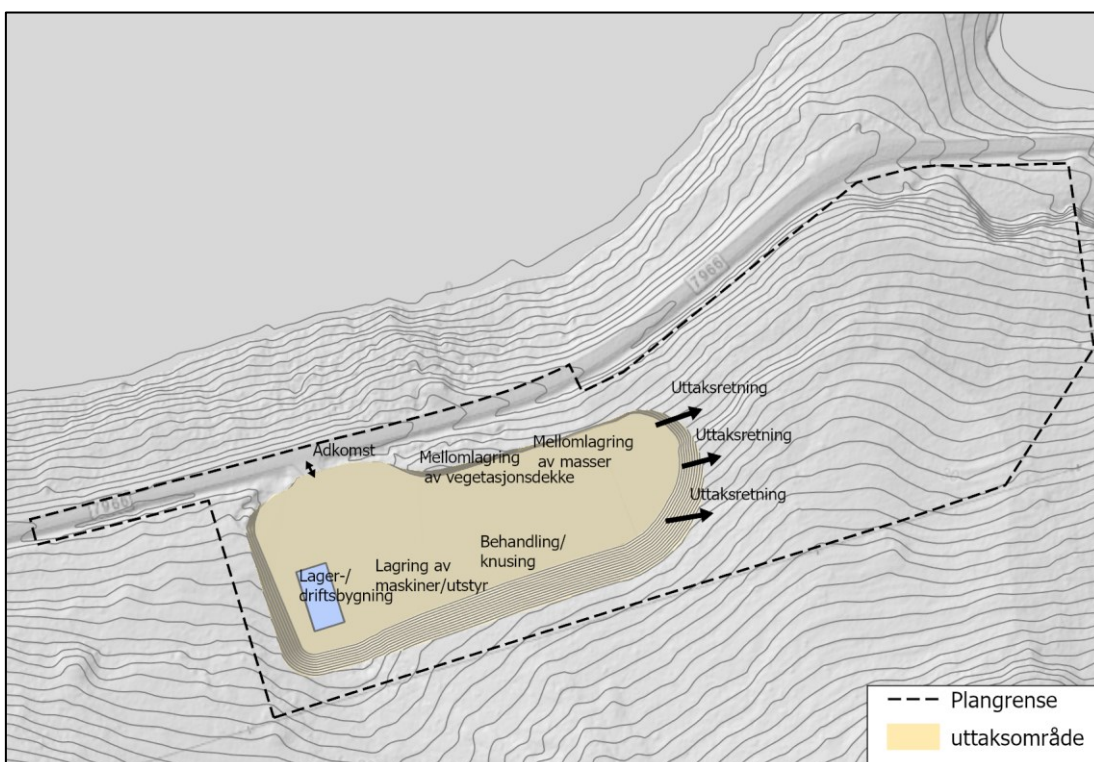 7966
Uttaksretning
Uttaksretning
Uttaksretning
Mellomlagring
av masser
Adkomst
Mellomlagring
av vegetasjonsdekke
7966
Behandling/
knusing
Lagring av
maskiner/utstyr
Lager-/
driftsbygning
Plangrense
uttaksområde